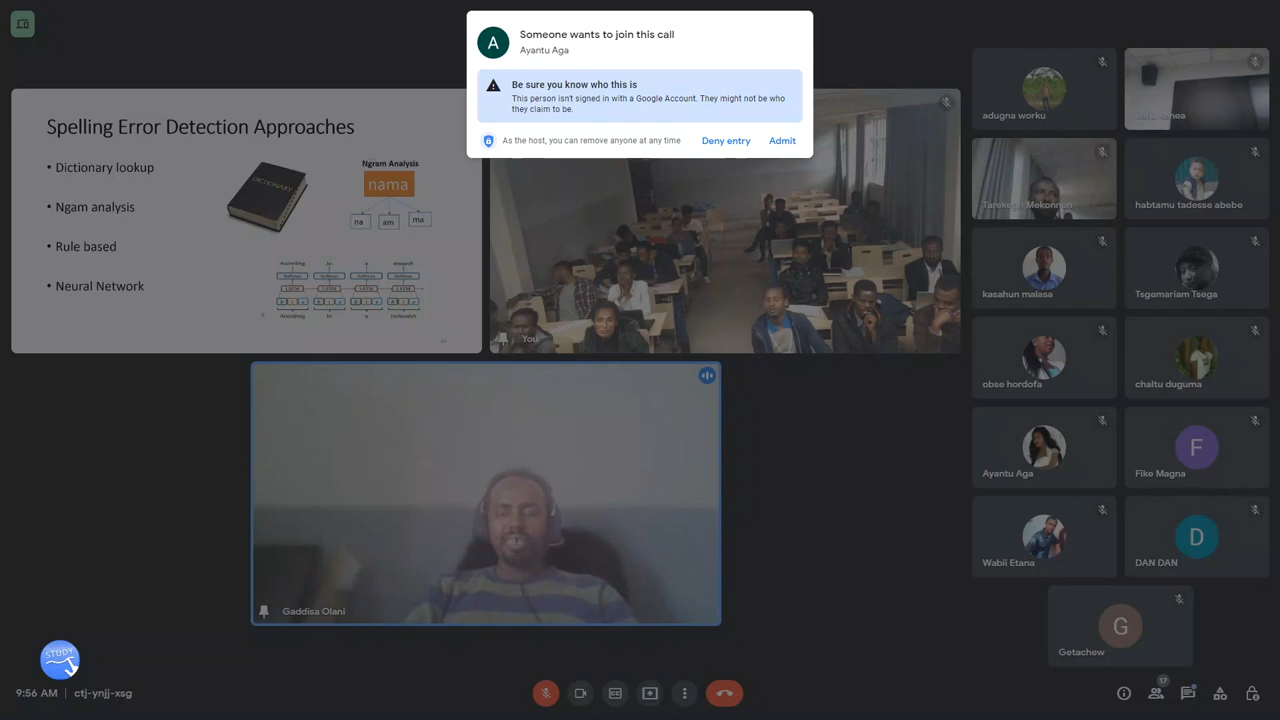 Someone wants to join this call
A
Ayantu Aga
Be sure you know who this is
This person isn't signed in with a Google Account. They might not be who
they claim to be.
As the host, you can remove anyone at any time
Deny entry
Admit
Spelling Error Detection Approaches
• Dictionary lookup
• Ngam analysis
• Rule based
• Neural Network
DICTIONARY
Ngram Analysis
nama
na
am
ma
You
Gaddisa Olani
adugna worku
Tarekegn Mekonnen
habtamu tadesse abebe
kasahun malasa
Tsgemariam Tsega
obse hordofa
chaltu duguma
Ayantu Aga
F
Fike Magna
Wabii Etana
D
DAN DAN
G
Getachew
STUDY
9:56 AM | ctj-ynjj-xsg
17